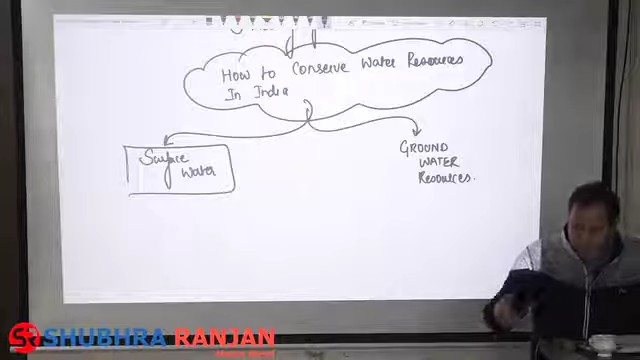 How to Conserve Water Resources
In India
Surface
Water
GROUND
WATER
Resources.
SHUBHRA RANJAN